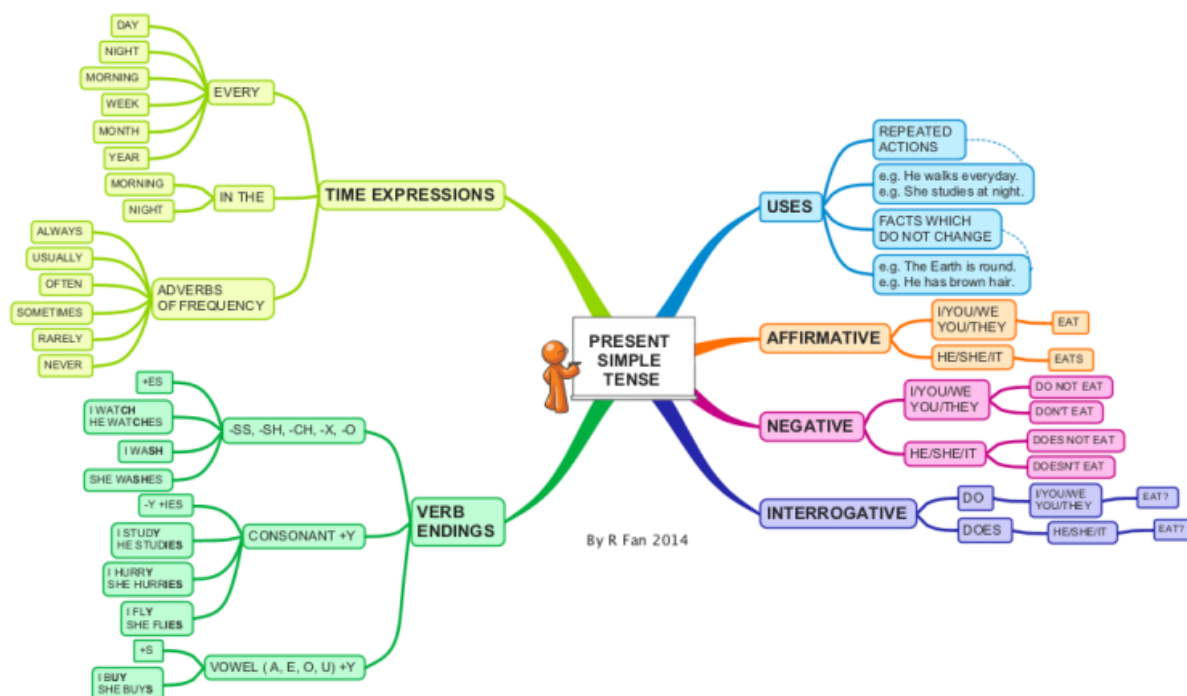 PRESENT
SIMPLE
TENSE
By R Fan 2014
TIME EXPRESSIONS
EVERY
DAY
NIGHT
MORNING
WEEK
MONTH
YEAR
IN THE
MORNING
NIGHT
ADVERBS
OF FREQUENCY
ALWAYS
USUALLY
OFTEN
SOMETIMES
RARELY
NEVER
VERB
ENDINGS
-SS, -SH, -CH, -X, -O
+ES
I WATCH
HE WATCHES
I WASH
SHE WASHES
CONSONANT +Y
-Y +IES
I STUDY
HE STUDIES
I HURRY
SHE HURRIES
I FLY
SHE FLIES
VOWEL ( A, E, O, U) +Y
+S
I BUY
SHE BUYS
USES
REPEATED
ACTIONS
e.g. He walks everyday.
e.g. She studies at night.
FACTS WHICH
DO NOT CHANGE
e.g. The Earth is round.
e.g. He has brown hair.
AFFIRMATIVE
I/YOU/WE
YOU/THEY
EAT
HE/SHE/IT
EATS
NEGATIVE
I/YOU/WE
YOU/THEY
DO NOT EAT
DON'T EAT
HE/SHE/IT
DOES NOT EAT
DOESN'T EAT
INTERROGATIVE
DO
I/YOU/WE
YOU/THEY
EAT?
DOES
HE/SHE/IT
EAT?